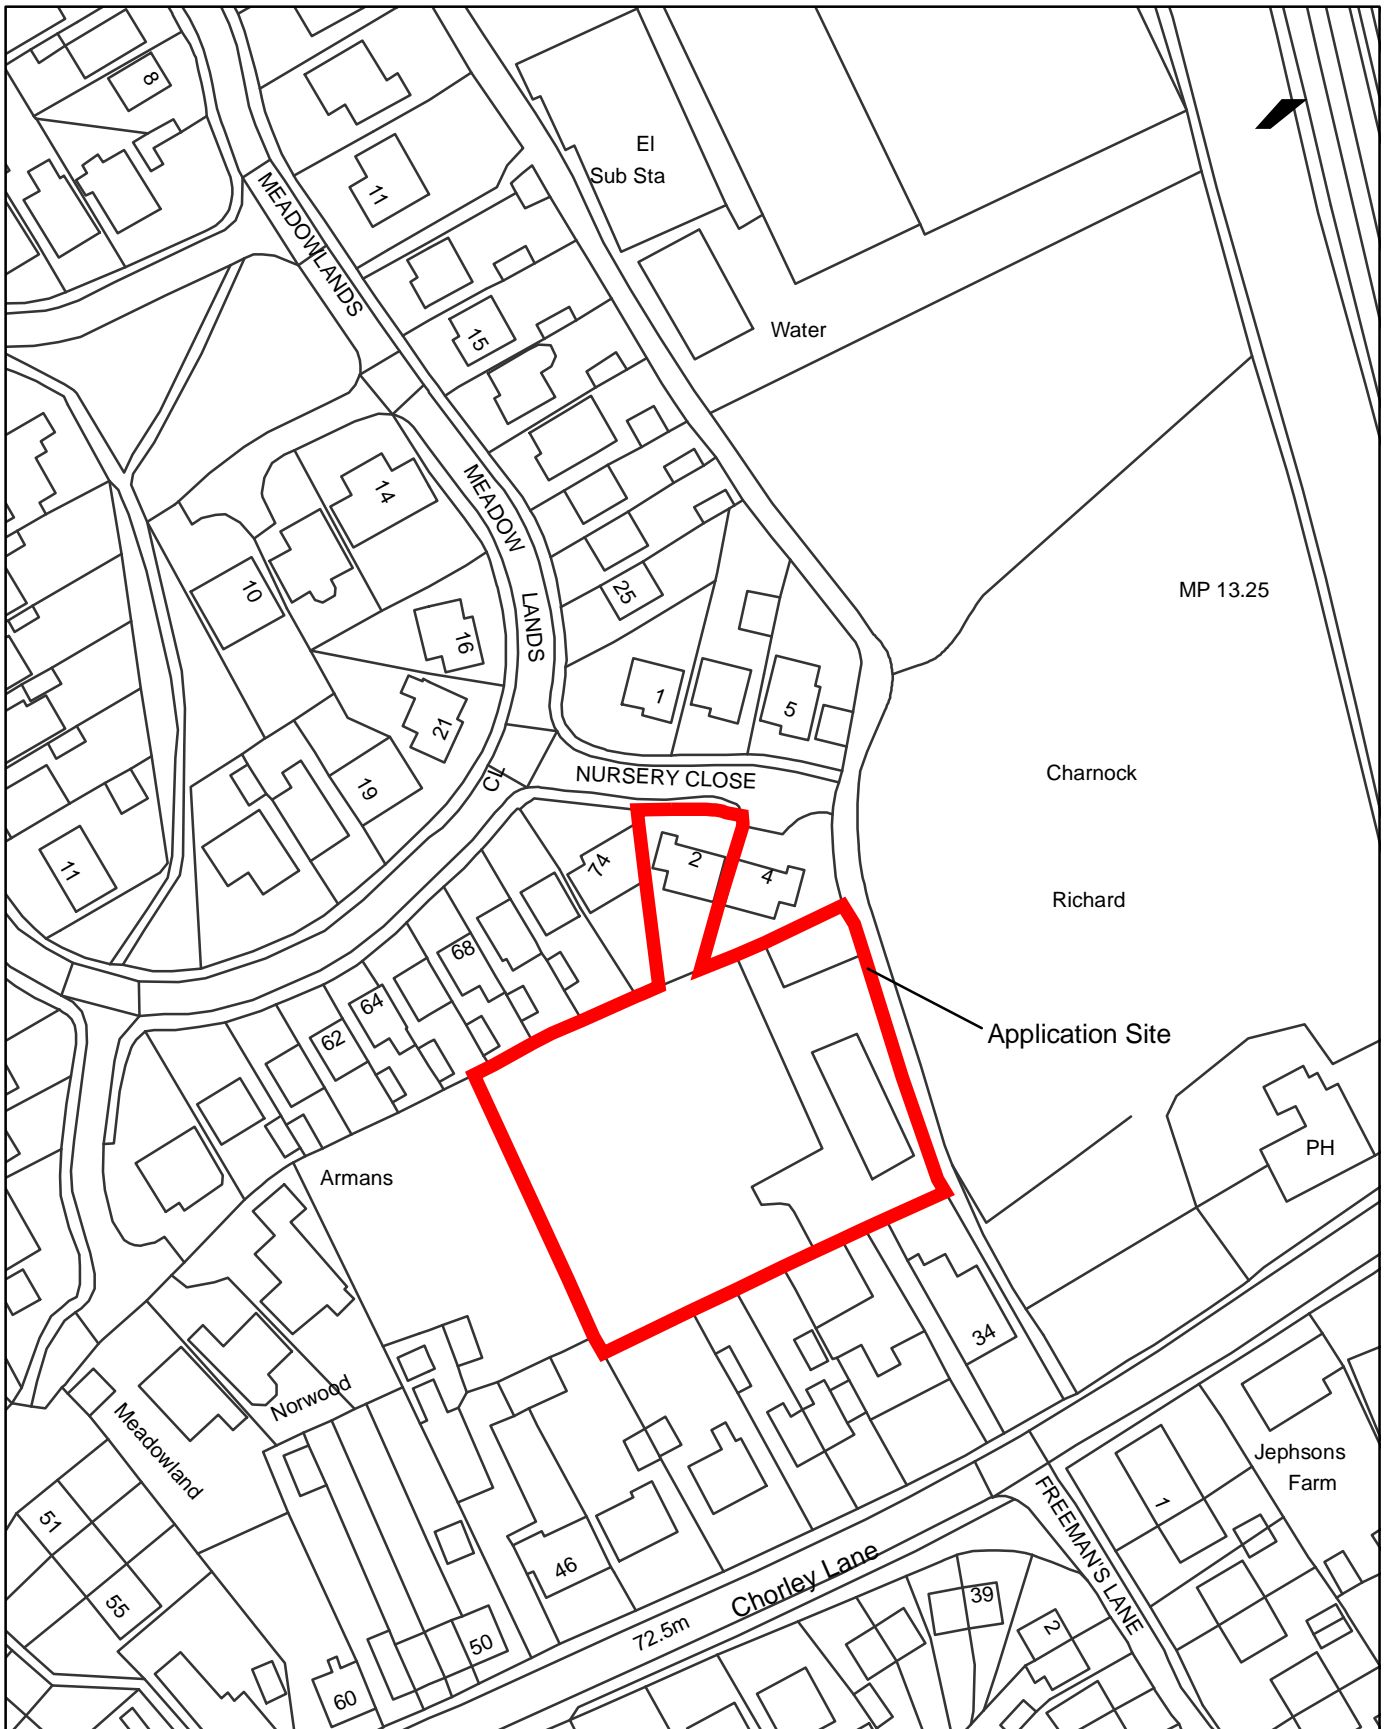 8
El
Sub Sta
11
MEADOWLANDS
Water
15
14
MEADOW
LANDS
10
25
MP 13.25
16
1
5
21
19
CL
NURSERY CLOSE
Charnock
2
74
4
11
Richard
68
64
62
Application Site
PH
Armans
34
Norwood
Meadowland
Jephsons
Farm
51
FREEMAN'S LANE
1
46
Chorley Lane
55
39
72.5m
2
50
60